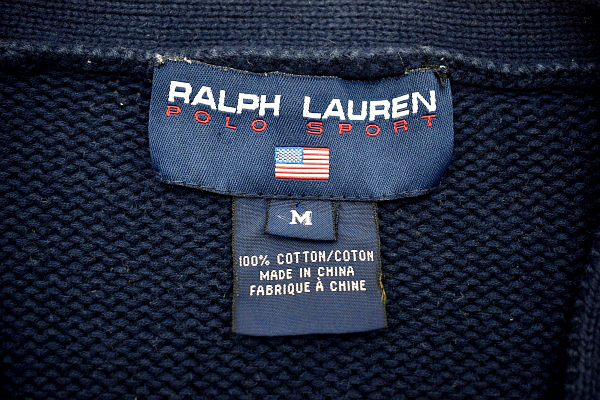 RALPH LAUREN
POLO SPORT
M
100% COTTON/COTON
MADE IN CHINA
FABRIQUE À CHINE